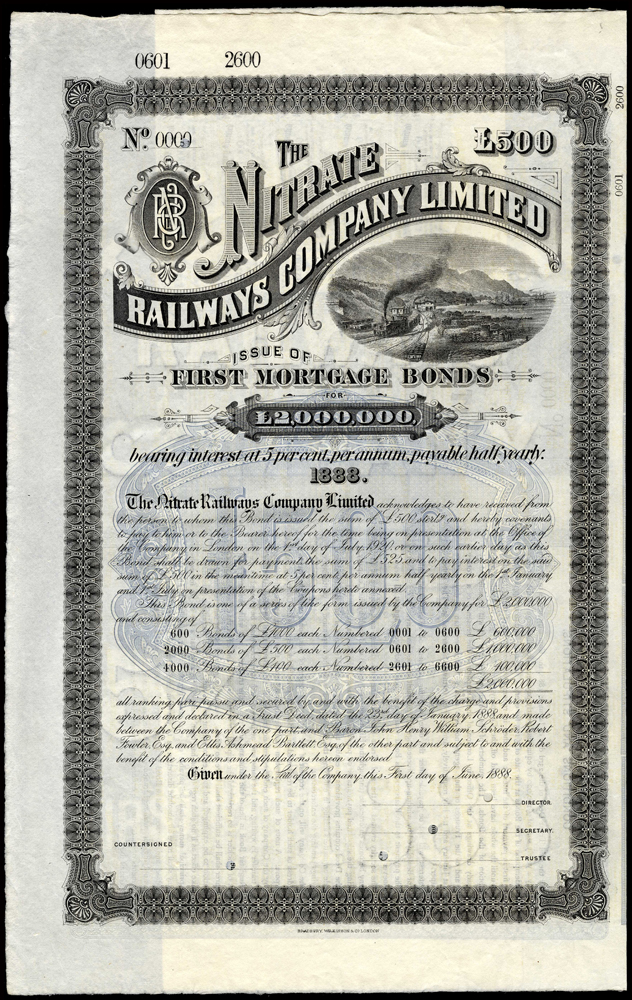 0601 2600
2600
0601
No. 0009
£500
THE
NITRATE
RAILWAYS COMPANY LIMITED
ISSUE OF
FIRST MORTGAGE BONDS
FOR
£2,000,000,
bearing interest at 5 per cent. per annum, payable half yearly:
1888.
The Nitrate Railways Company Limited acknowledges to have received from
the person to whom this Bond is issued the sum of £500 sterlg and hereby covenants
to pay to him or to the Bearer hereof for the time being on presentation at the Office of
the Company in London on the 1st day of July, 1920 or on such earlier day as this
Bond shall be drawn for payment, the sum of £525 and to pay interest on the said
sum of £500 in the meantime at 5 per cent. per annum half yearly on the 1st January
and 1st July on presentation of the Coupons hereto annexed.
This Bond is one of a series of like form issued by the Company for £2,000,000
and consisting of
600 Bonds of £1000 each Numbered 0001 to 0600 £ 600,000
2000 Bonds of £500 each Numbered 0601 to 2600 £ 1,000,000
4000 Bonds of £100 each Numbered 2601 to 6600 £ 400,000
£2,000,000
all ranking pari passu and secured by and with the benefit of the charge and provisions
expressed and declared in a Trust Deed, dated the day of January, 1888, and made
between the Company of the one part, and Baron John Henry William Schröder, Robert
Fowler, Esq. and Ellis Ashmead Bartlett Esq. of the other part and subject to and with the
benefit of the conditions and stipulations hereon endorsed.
Given under the Seal of the Company, this First day of June, 1888.
DIRECTOR.
SECRETARY.
COUNTERSIGNED
TRUSTEE
BRADBURY, WILKINSON & Co LONDON